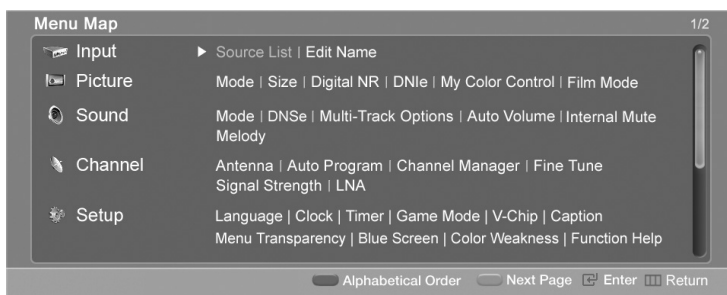 Menu Map 1/2
Input Source List | Edit Name
Picture Mode | Size | Digital NR | DNIe | My Color Control | Film Mode
Sound Mode | DNSe | Multi-Track Options | Auto Volume | Internal Mute
Melody
Channel Antenna | Auto Program | Channel Manager | Fine Tune
Signal Strength | LNA
Setup Language | Clock | Timer | Game Mode | V-Chip | Caption
Menu Transparency | Blue Screen | Color Weakness | Function Help
Alphabetical Order Next Page Enter Return